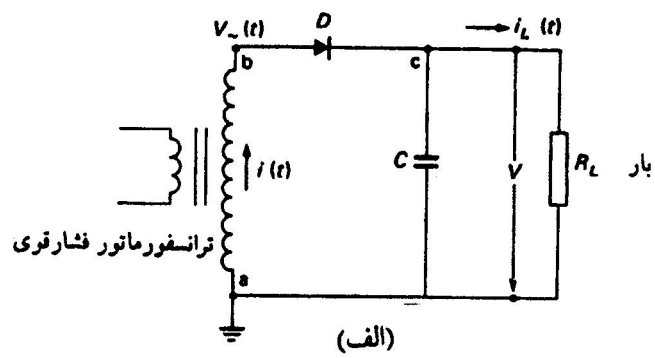 V~(t)
D
i_L (t)
b
c
i (t)
C
V
R_L
بار
ترانسفورماتور فشارقوی
a
(الف)